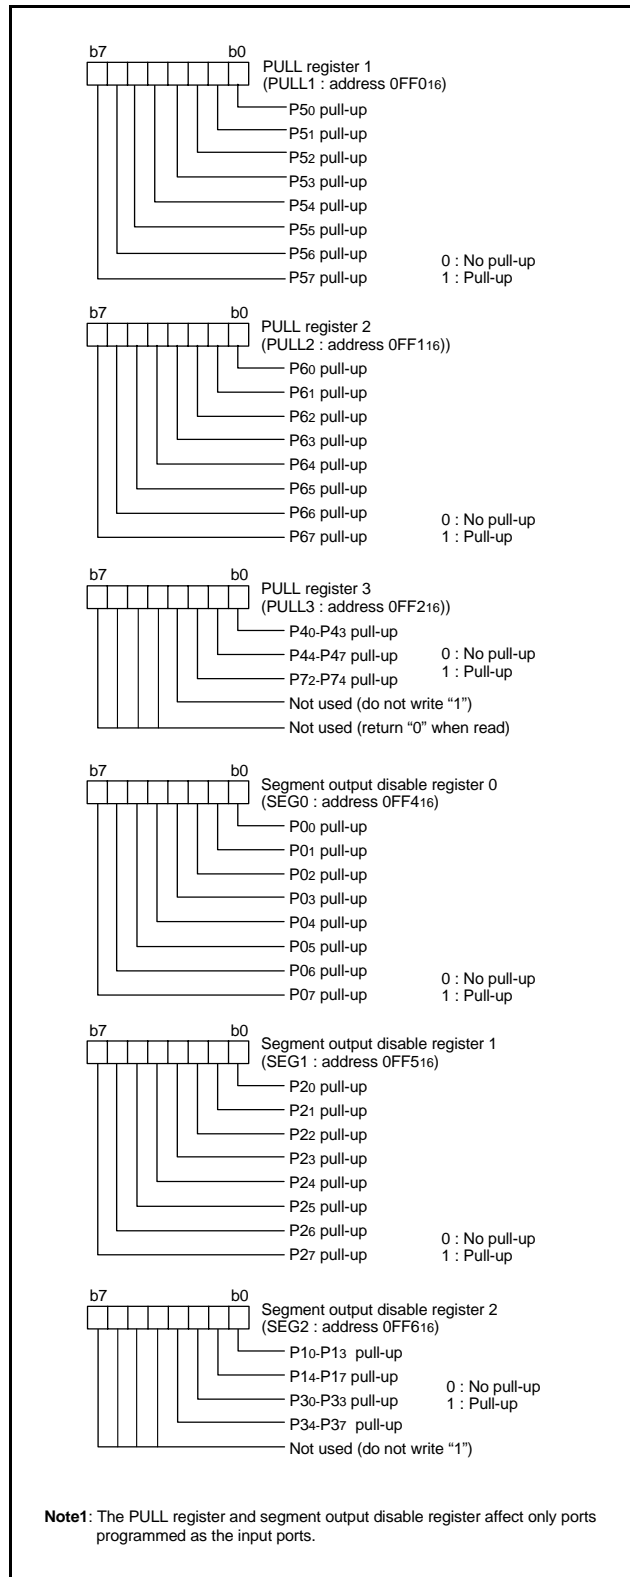 b7 b0
PULL register 1
(PULL1 : address 0FF016)
P50 pull-up
P51 pull-up
P52 pull-up
P53 pull-up
P54 pull-up
P55 pull-up
P56 pull-up
0 : No pull-up
P57 pull-up 1 : Pull-up
b7 b0
PULL register 2
(PULL2 : address 0FF116))
P60 pull-up
P61 pull-up
P62 pull-up
P63 pull-up
P64 pull-up
P65 pull-up
P66 pull-up
0 : No pull-up
P67 pull-up 1 : Pull-up
b7 b0
PULL register 3
(PULL3 : address 0FF216))
P40-P43 pull-up
P44-P47 pull-up 0 : No pull-up
1 : Pull-up
P72-P74 pull-up
Not used (do not write “1”)
Not used (return “0” when read)
b7 b0
Segment output disable register 0
(SEG0 : address 0FF416)
P00 pull-up
P01 pull-up
P02 pull-up
P03 pull-up
P04 pull-up
P05 pull-up
P06 pull-up
0 : No pull-up
P07 pull-up 1 : Pull-up
b7 b0
Segment output disable register 1
(SEG1 : address 0FF516)
P20 pull-up
P21 pull-up
P22 pull-up
P23 pull-up
P24 pull-up
P25 pull-up
P26 pull-up
0 : No pull-up
P27 pull-up 1 : Pull-up
b7 b0
Segment output disable register 2
(SEG2 : address 0FF616)
P10-P13 pull-up
P14-P17 pull-up
0 : No pull-up
P30-P33 pull-up 1 : Pull-up
P34-P37 pull-up
Not used (do not write “1”)
Note1: The PULL register and segment output disable register affect only ports
programmed as the input ports.